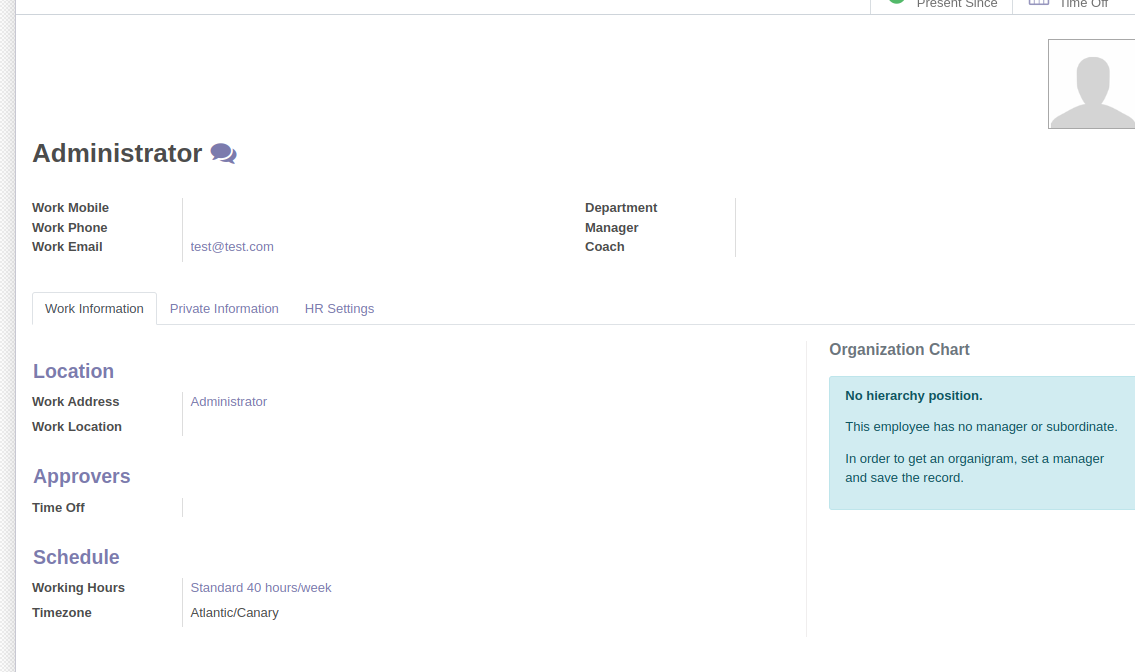 Present Since
Time Off
Administrator
Work Mobile
Work Phone
Work Email test@test.com
Department
Manager
Coach
Work Information Private Information HR Settings
Location
Work Address Administrator
Work Location
Approvers
Time Off
Schedule
Working Hours Standard 40 hours/week
Timezone Atlantic/Canary
Organization Chart
No hierarchy position.
This employee has no manager or subordinate.
In order to get an organigram, set a manager
and save the record.